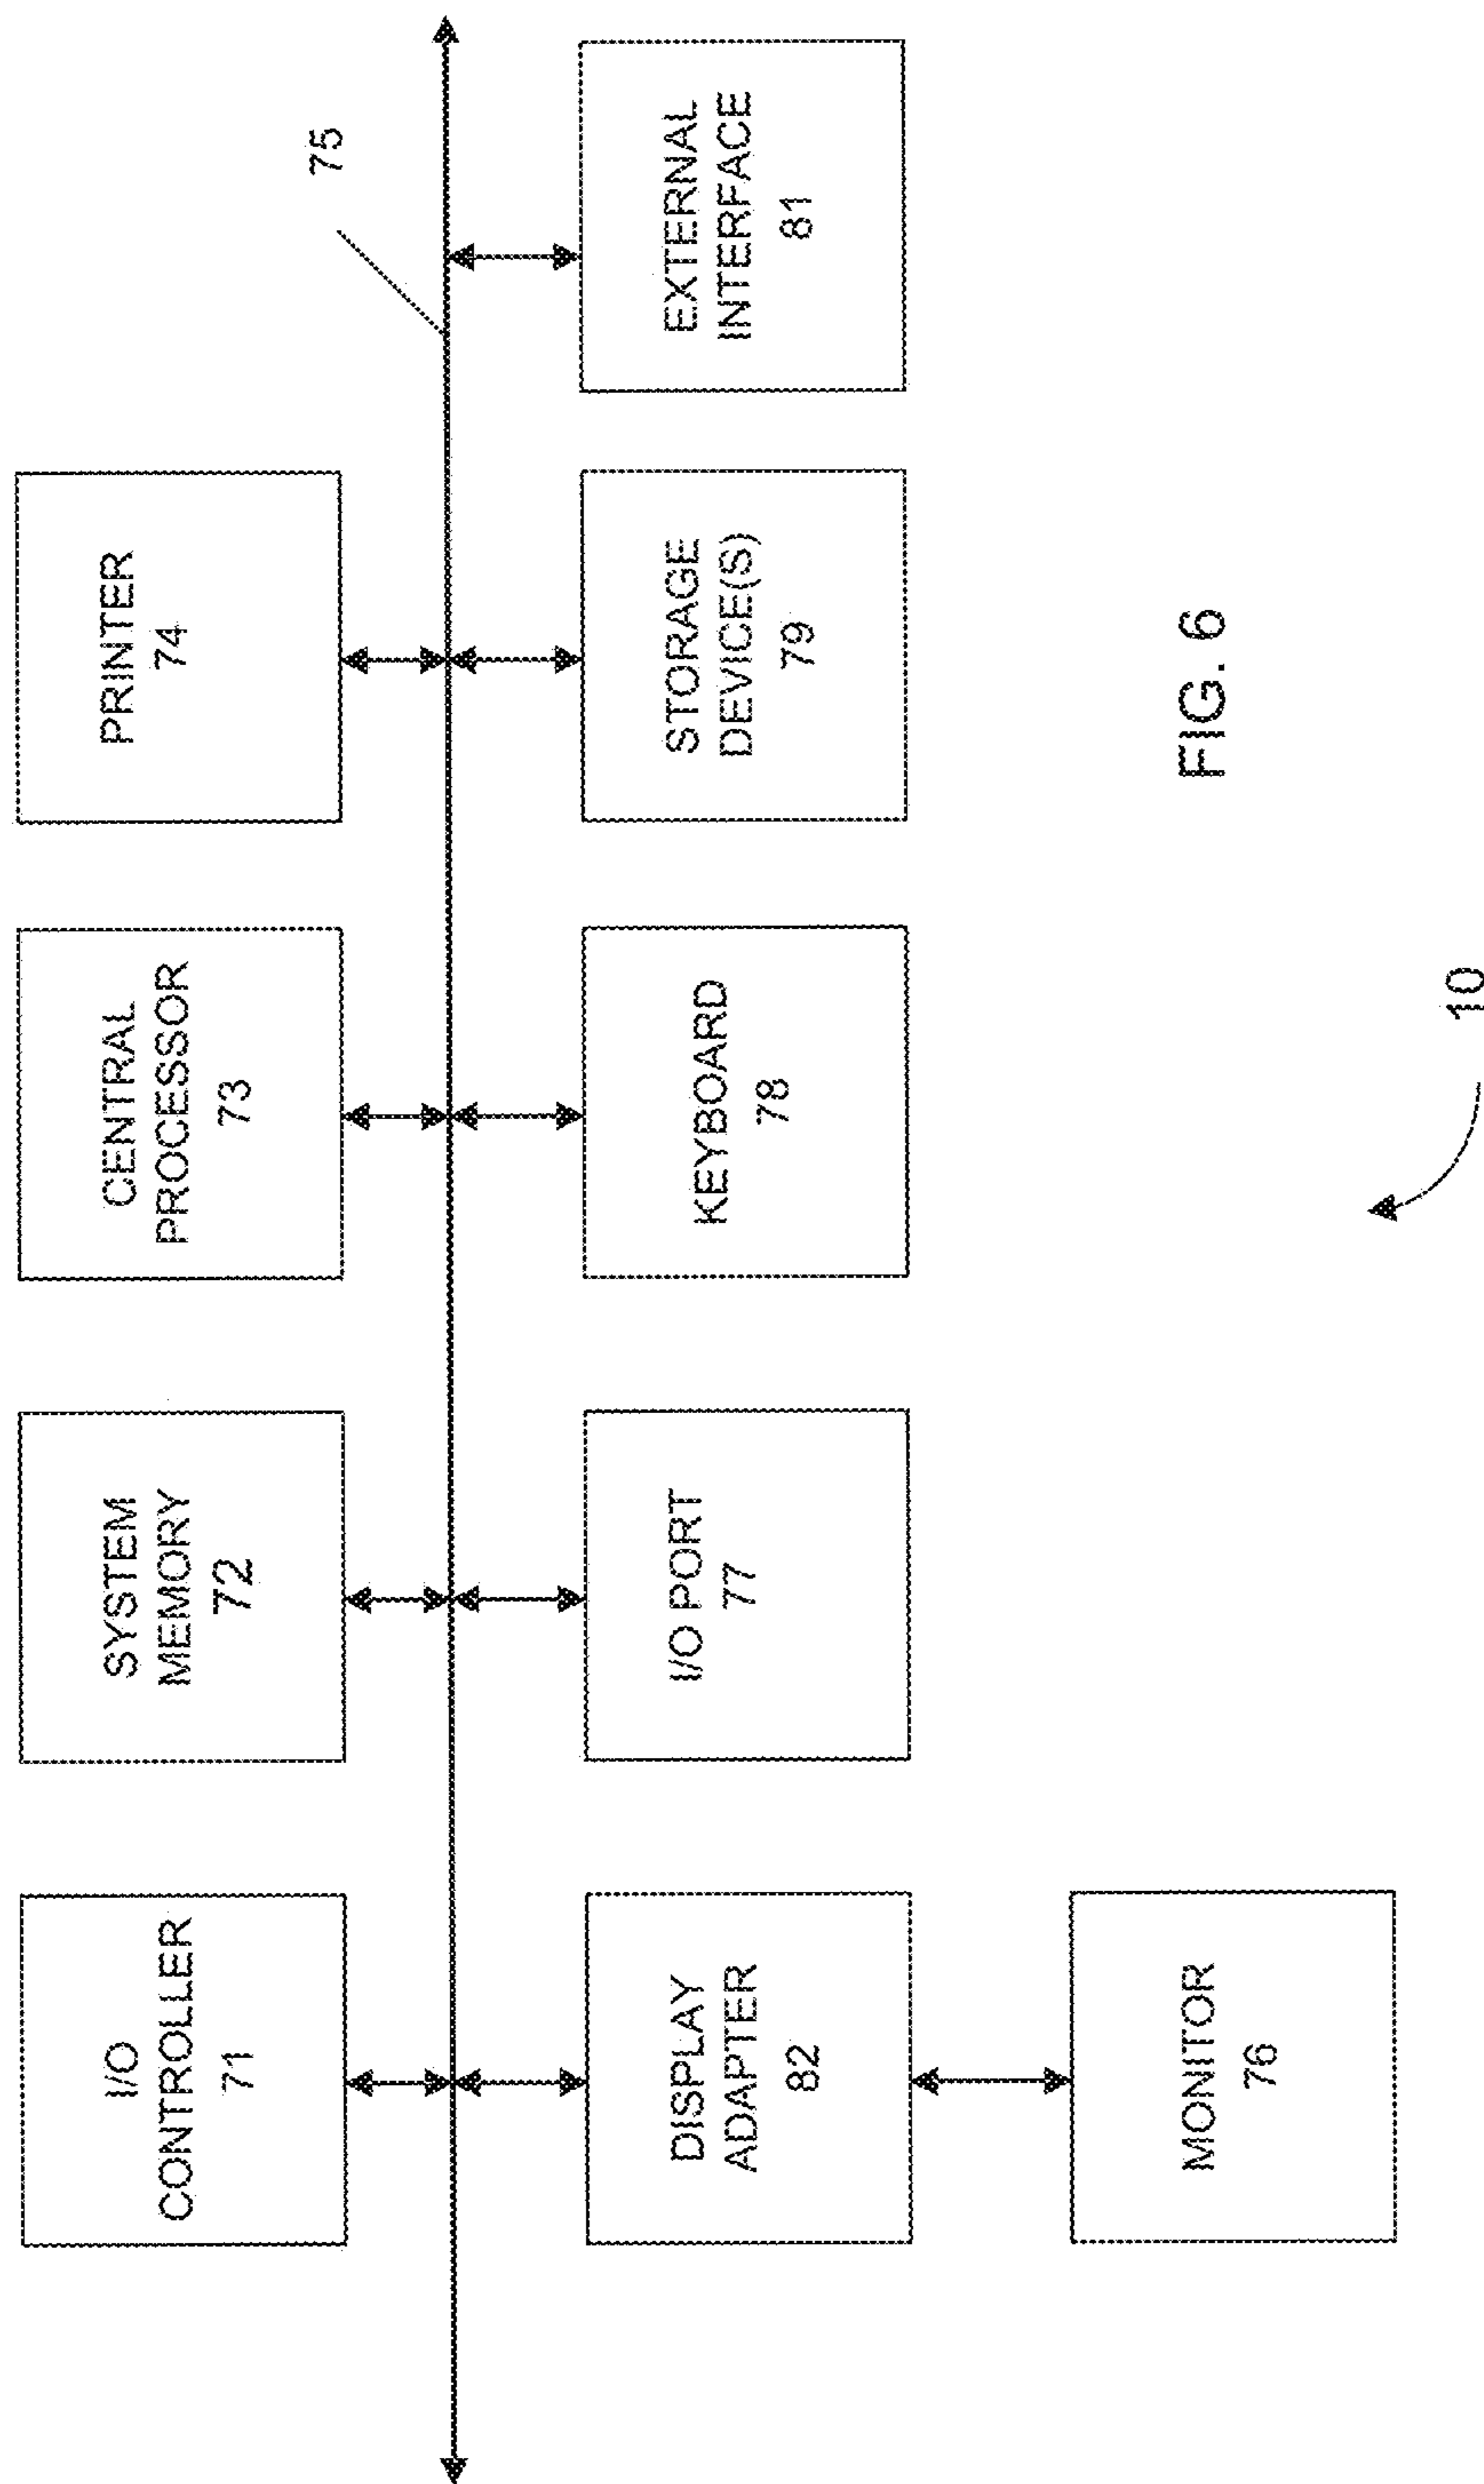 I/O
CONTROLLER
71
SYSTEM
MEMORY
72
CENTRAL
PROCESSOR
73
PRINTER
74
75
DISPLAY
ADAPTER
82
I/O PORT
77
KEYBOARD
78
STORAGE
DEVICE(S)
79
EXTERNAL
INTERFACE
81
MONITOR
76
FIG. 6
10